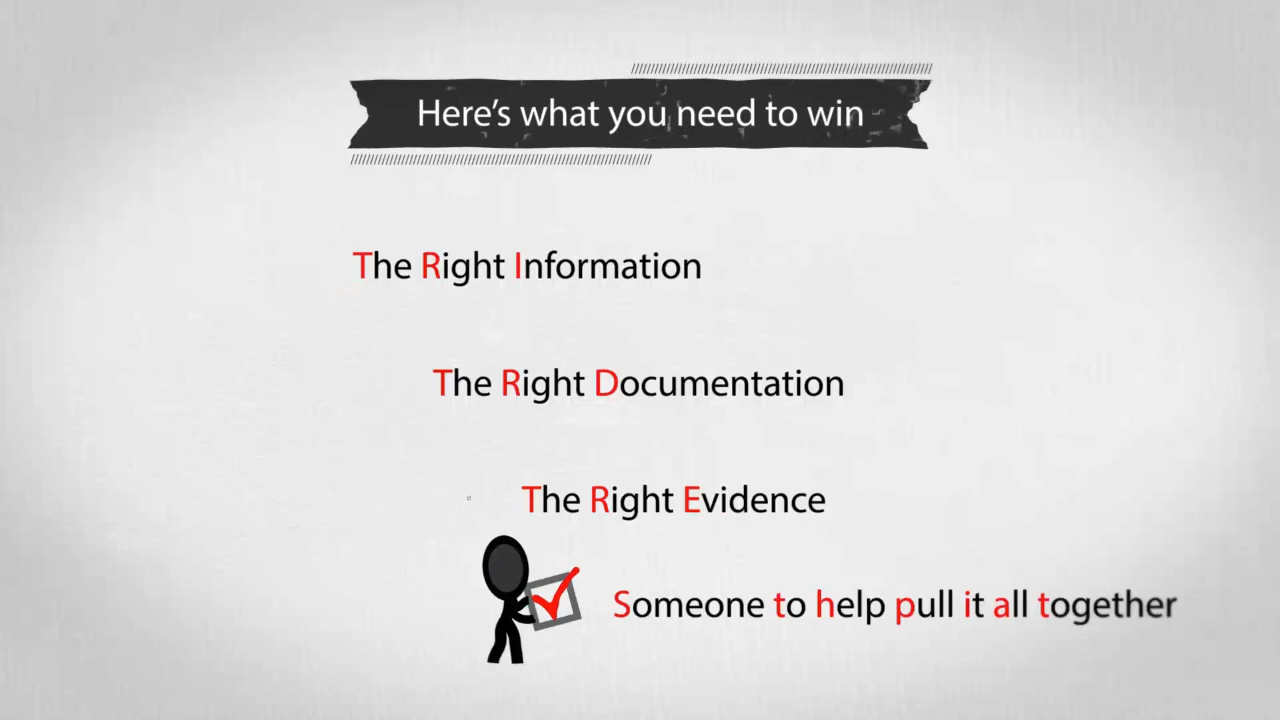 Here's what you need to win
The Right Information
The Right Documentation
The Right Evidence
Someone to help pull it all together